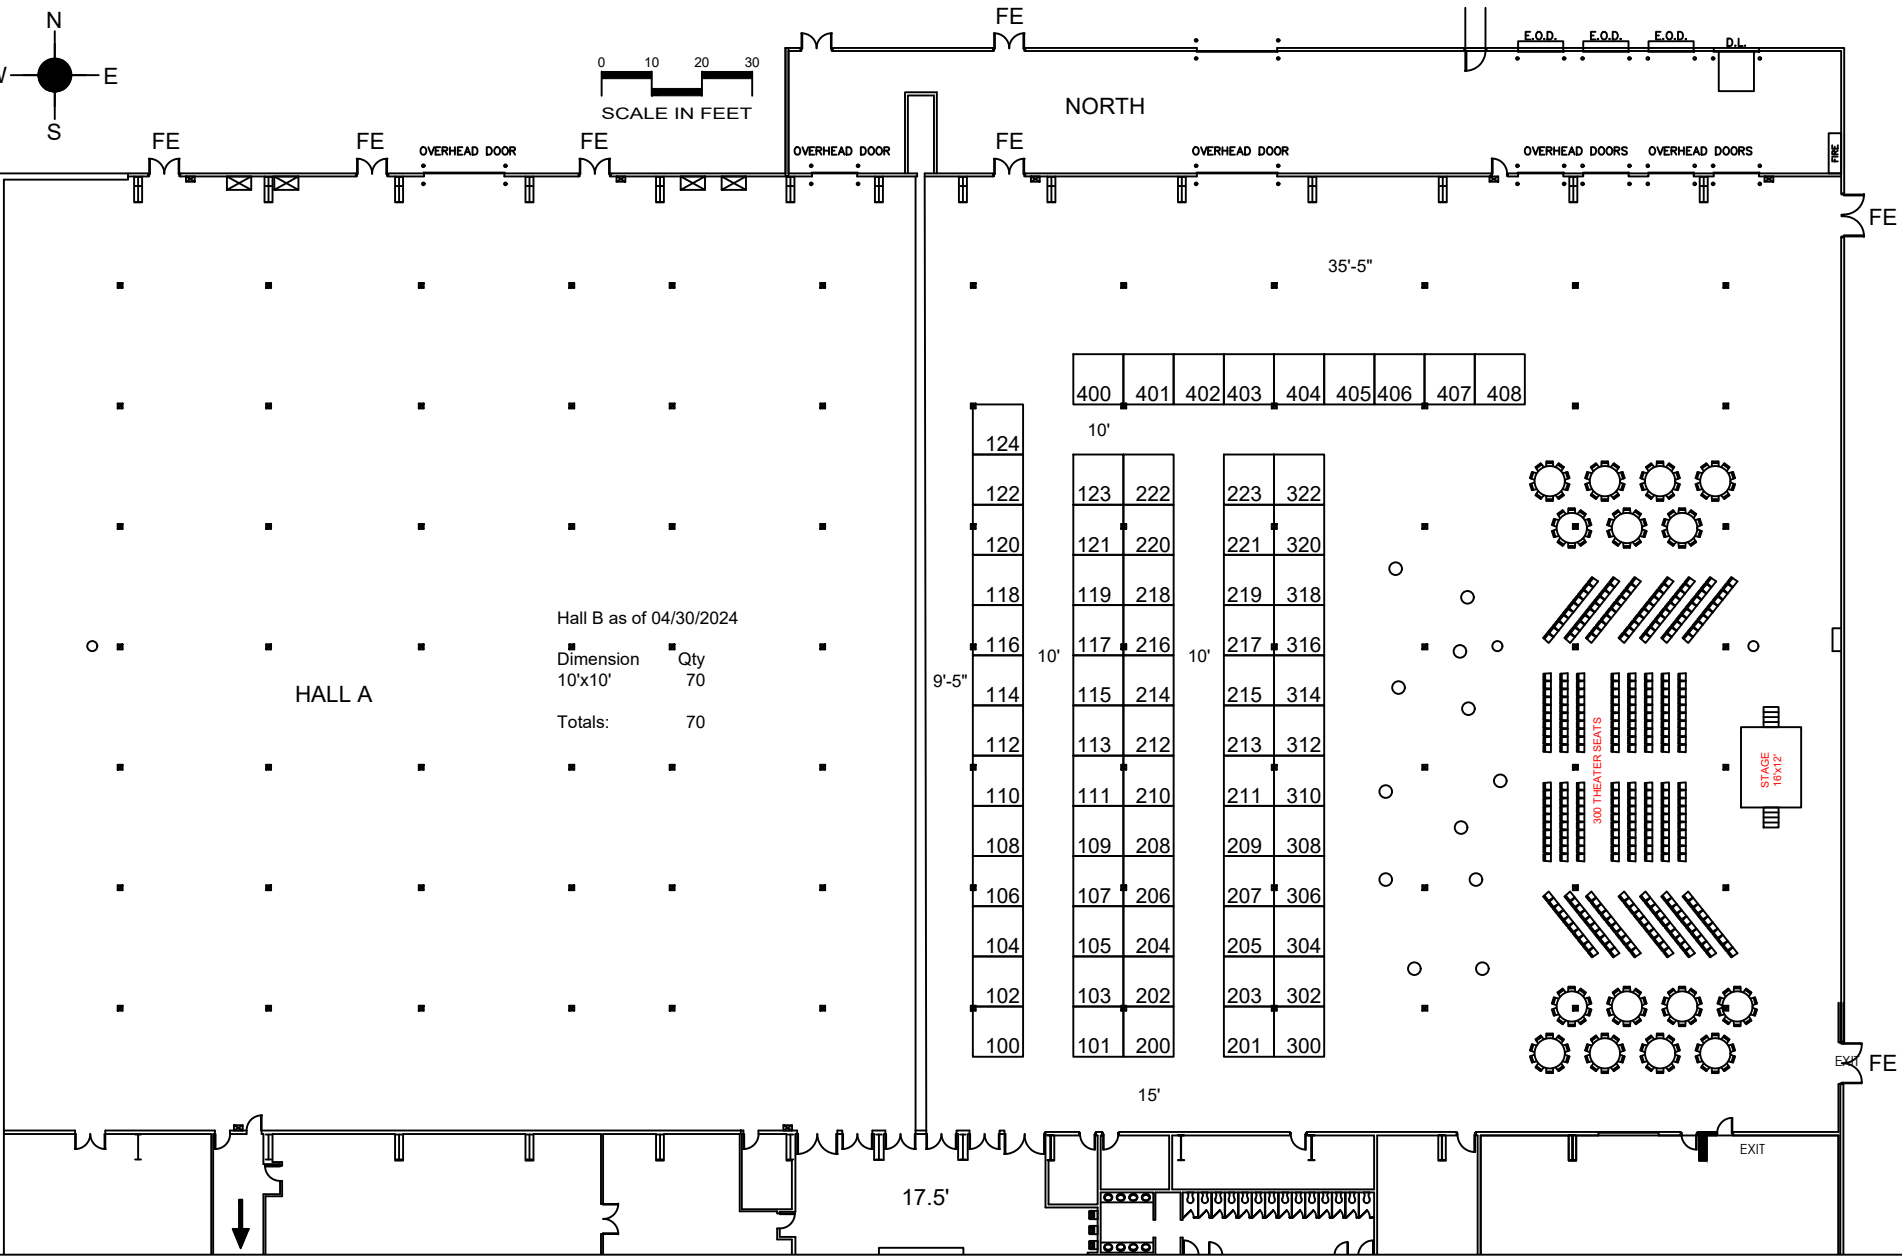 N
E
S
0 10 20 30
SCALE IN FEET
FE
E.O.D. E.O.D. E.O.D. D.L.
NORTH
FE FE OVERHEAD DOOR FE OVERHEAD DOOR FE OVERHEAD DOOR OVERHEAD DOORS OVERHEAD DOORS FIRE
FE
35'-5"
400 401 402 403 404 405 406 407 408
10'
124
122 123 222 223 322
120 121 220 221 320
118 119 218 219 318
116 117 216 217 316
10' 10'
9'-5"
114 115 214 215 314
112 113 212 213 312
110 111 210 211 310
108 109 208 209 308
106 107 206 207 306
104 105 204 205 304
102 103 202 203 302
100 101 200 201 300
15'
Hall B as of 04/30/2024
Dimension Qty
10'x10' 70
Totals: 70
HALL A
300 THEATER SEATS
STAGE
16'x12'
EXIT FE
EXIT
17.5'